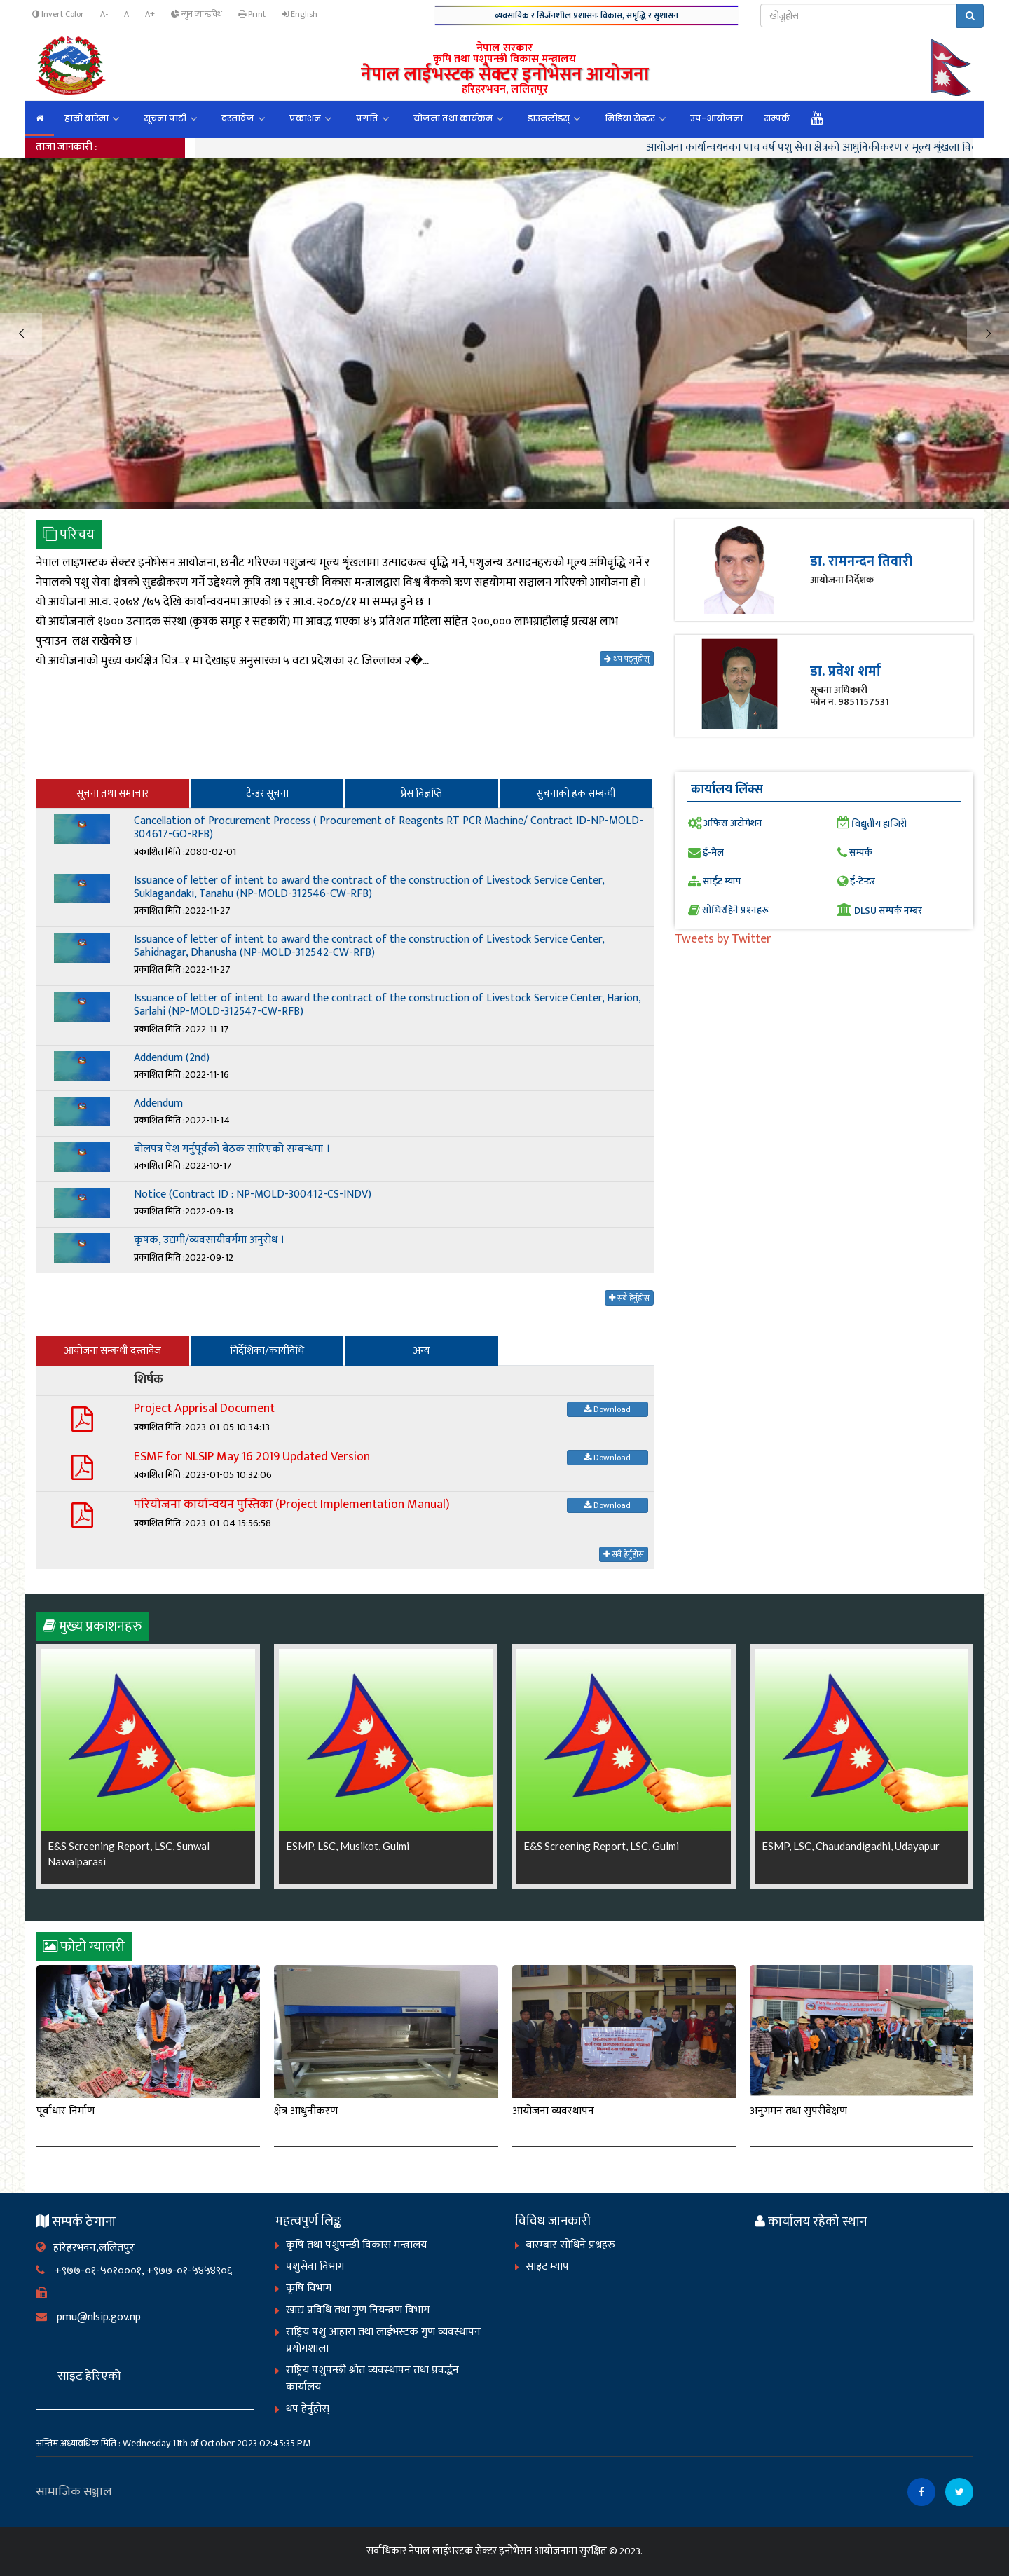 Invert Color A- A A+ न्युन व्यान्डविथ Print English
व्यवसायिक र सिर्जनशील प्रशासनः विकास, समृद्धि र सुशासन
खोज्नुहोस
नेपाल सरकार
कृषि तथा पशुपन्छी विकास मन्त्रालय
नेपाल लाईभस्टक सेक्टर इनोभेसन आयोजना
हरिहरभवन, ललितपुर
हाम्रो बारेमा सूचना पाटी दस्तावेज प्रकाशन प्रगति योजना तथा कार्यक्रम डाउनलोडस् मिडिया सेन्टर उप-आयोजना सम्पर्क
ताजा जानकारी :
आयोजना कार्यान्वयनका पाच वर्ष पशु सेवा क्षेत्रको आधुनिकीकरण र मूल्य शृंखला
परिचय
नेपाल लाइभस्टक सेक्टर इनोभेसन आयोजना, छनौट गरिएका पशुजन्य मूल्य शृंखलामा उत्पादकत्व वृद्धि गर्ने, पशुजन्य उत्पादनहरुको मूल्य अभिवृद्धि गर्ने र
नेपालको पशु सेवा क्षेत्रको सुदृढीकरण गर्ने उद्देश्यले कृषि तथा पशुपन्छी विकास मन्त्रालद्वारा विश्व बैंकको ऋण सहयोगमा सञ्चालन गरिएको आयोजना हो ।
यो आयोजना आ.व. २०७४ /७५ देखि कार्यान्वयनमा आएको छ र आ.व. २०८०/८१ मा सम्पन्न हुने छ ।
यो आयोजनाले १७०० उत्पादक संस्था (कृषक समूह र सहकारी) मा आवद्ध भएका ४५ प्रतिशत महिला सहित २००,००० लाभग्राहीलाई प्रत्यक्ष लाभ
पुर्‍याउन लक्ष राखेको छ ।
यो आयोजनाको मुख्य कार्यक्षेत्र चित्र–१ मा देखाइए अनुसारका ५ वटा प्रदेशका २८ जिल्लाका २�...
थप पढ्नुहोस्
डा. रामनन्दन तिवारी
आयोजना निर्देशक
डा. प्रवेश शर्मा
सूचना अधिकारी
फोन नं. 9851157531
सूचना तथा समाचार टेन्डर सूचना प्रेस विज्ञप्ति सुचनाको हक सम्बन्धी
Cancellation of Procurement Process ( Procurement of Reagents RT PCR Machine/ Contract ID-NP-MOLD-
304617-GO-RFB)
प्रकाशित मिति :2080-02-01
Issuance of letter of intent to award the contract of the construction of Livestock Service Center,
Suklagandaki, Tanahu (NP-MOLD-312546-CW-RFB)
प्रकाशित मिति :2022-11-27
Issuance of letter of intent to award the contract of the construction of Livestock Service Center,
Sahidnagar, Dhanusha (NP-MOLD-312542-CW-RFB)
प्रकाशित मिति :2022-11-27
Issuance of letter of intent to award the contract of the construction of Livestock Service Center, Harion,
Sarlahi (NP-MOLD-312547-CW-RFB)
प्रकाशित मिति :2022-11-17
Addendum (2nd)
प्रकाशित मिति :2022-11-16
Addendum
प्रकाशित मिति :2022-11-14
बोलपत्र पेश गर्नुपूर्वको बैठक सारिएको सम्बन्धमा ।
प्रकाशित मिति :2022-10-17
Notice (Contract ID : NP-MOLD-300412-CS-INDV)
प्रकाशित मिति :2022-09-13
कृषक, उद्यमी/व्यवसायीवर्गमा अनुरोध ।
प्रकाशित मिति :2022-09-12
सबै हेर्नुहोस
कार्यालय लिंक्स
अफिस अटोमेशन विद्युतीय हाजिरी
ई-मेल सम्पर्क
साईट म्याप ई-टेन्डर
सोधिरहिने प्रश्नहरू DLSU सम्पर्क नम्बर
Tweets by Twitter
आयोजना सम्बन्धी दस्तावेज निर्देशिका/कार्यविधि अन्य
शिर्षक
Project Apprisal Document Download
प्रकाशित मिति :2023-01-05 10:34:13
ESMF for NLSIP May 16 2019 Updated Version Download
प्रकाशित मिति :2023-01-05 10:32:06
परियोजना कार्यान्वयन पुस्तिका (Project Implementation Manual) Download
प्रकाशित मिति :2023-01-04 15:56:58
सबै हेर्नुहोस
मुख्य प्रकाशनहरु
E&S Screening Report, LSC, Sunwal
Nawalparasi
ESMP, LSC, Musikot, Gulmi
E&S Screening Report, LSC, Gulmi
ESMP, LSC, Chaudandigadhi, Udayapur
फोटो ग्यालरी
पूर्वाधार निर्माण क्षेत्र आधुनीकरण आयोजना व्यवस्थापन अनुगमन तथा सुपरीवेक्षण
सम्पर्क ठेगाना
हरिहरभवन,ललितपुर
+९७७-०१-५०१०००१, +९७७-०१-५४५४९०६
pmu@nlsip.gov.np
साइट हेरिएको
महत्वपुर्ण लिङ्क
कृषि तथा पशुपन्छी विकास मन्त्रालय
पशुसेवा विभाग
कृषि विभाग
खाद्य प्रविधि तथा गुण नियन्त्रण विभाग
राष्ट्रिय पशु आहारा तथा लाईभस्टक गुण व्यवस्थापन
प्रयोगशाला
राष्ट्रिय पशुपन्छी श्रोत व्यवस्थापन तथा प्रवर्द्धन
कार्यालय
थप हेर्नुहोस्
विविध जानकारी
बारम्बार सोधिने प्रश्नहरु
साइट म्याप
कार्यालय रहेको स्थान
अन्तिम अध्यावधिक मिति : Wednesday 11th of October 2023 02:45:35 PM
सामाजिक सञ्जाल
सर्वाधिकार नेपाल लाईभस्टक सेक्टर इनोभेसन आयोजनामा सुरक्षित © 2023.